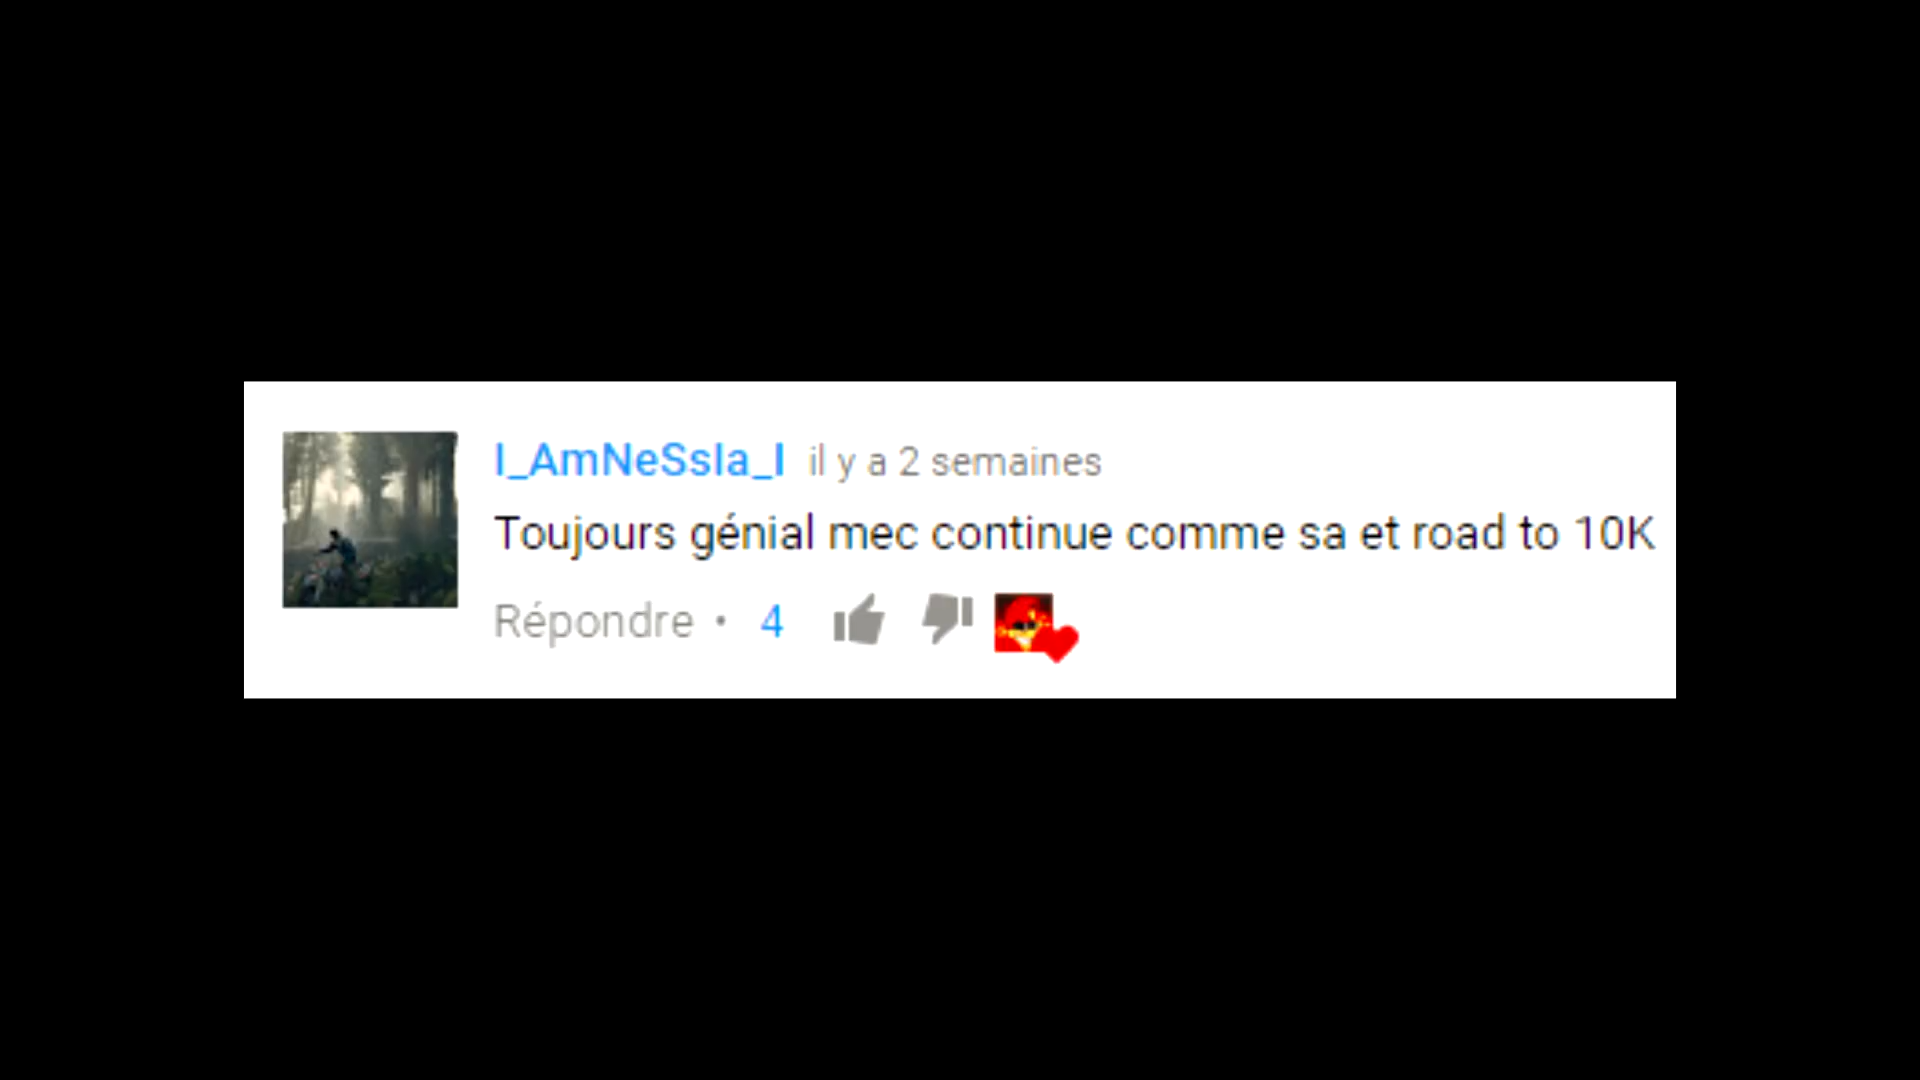 I_AmNeSsIa_I il y a 2 semaines
Toujours génial mec continue comme sa et road to 10K
Répondre • 4